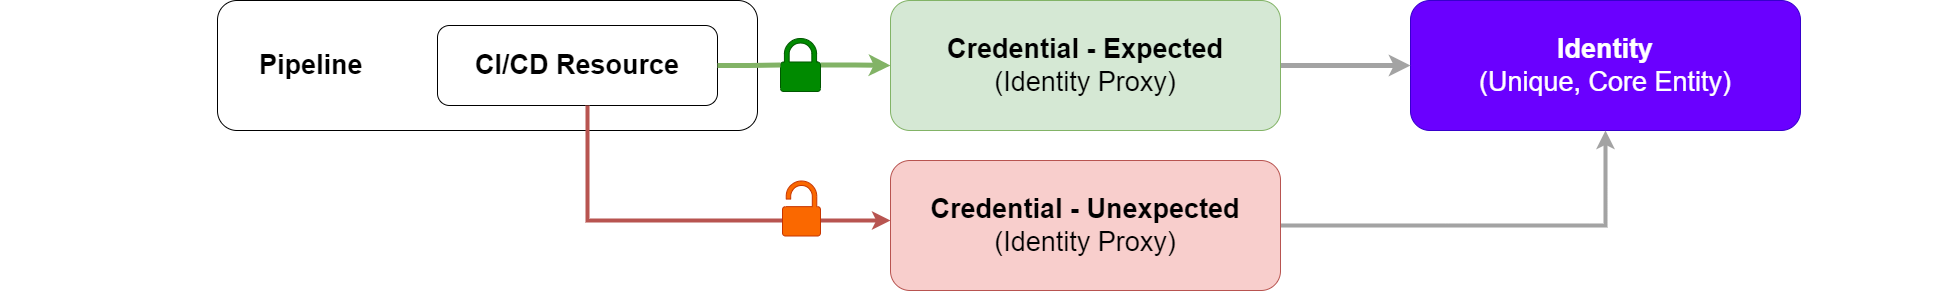 Pipeline
CI/CD Resource
Credential - Expected
(Identity Proxy)
Identity
(Unique, Core Entity)
Credential - Unexpected
(Identity Proxy)